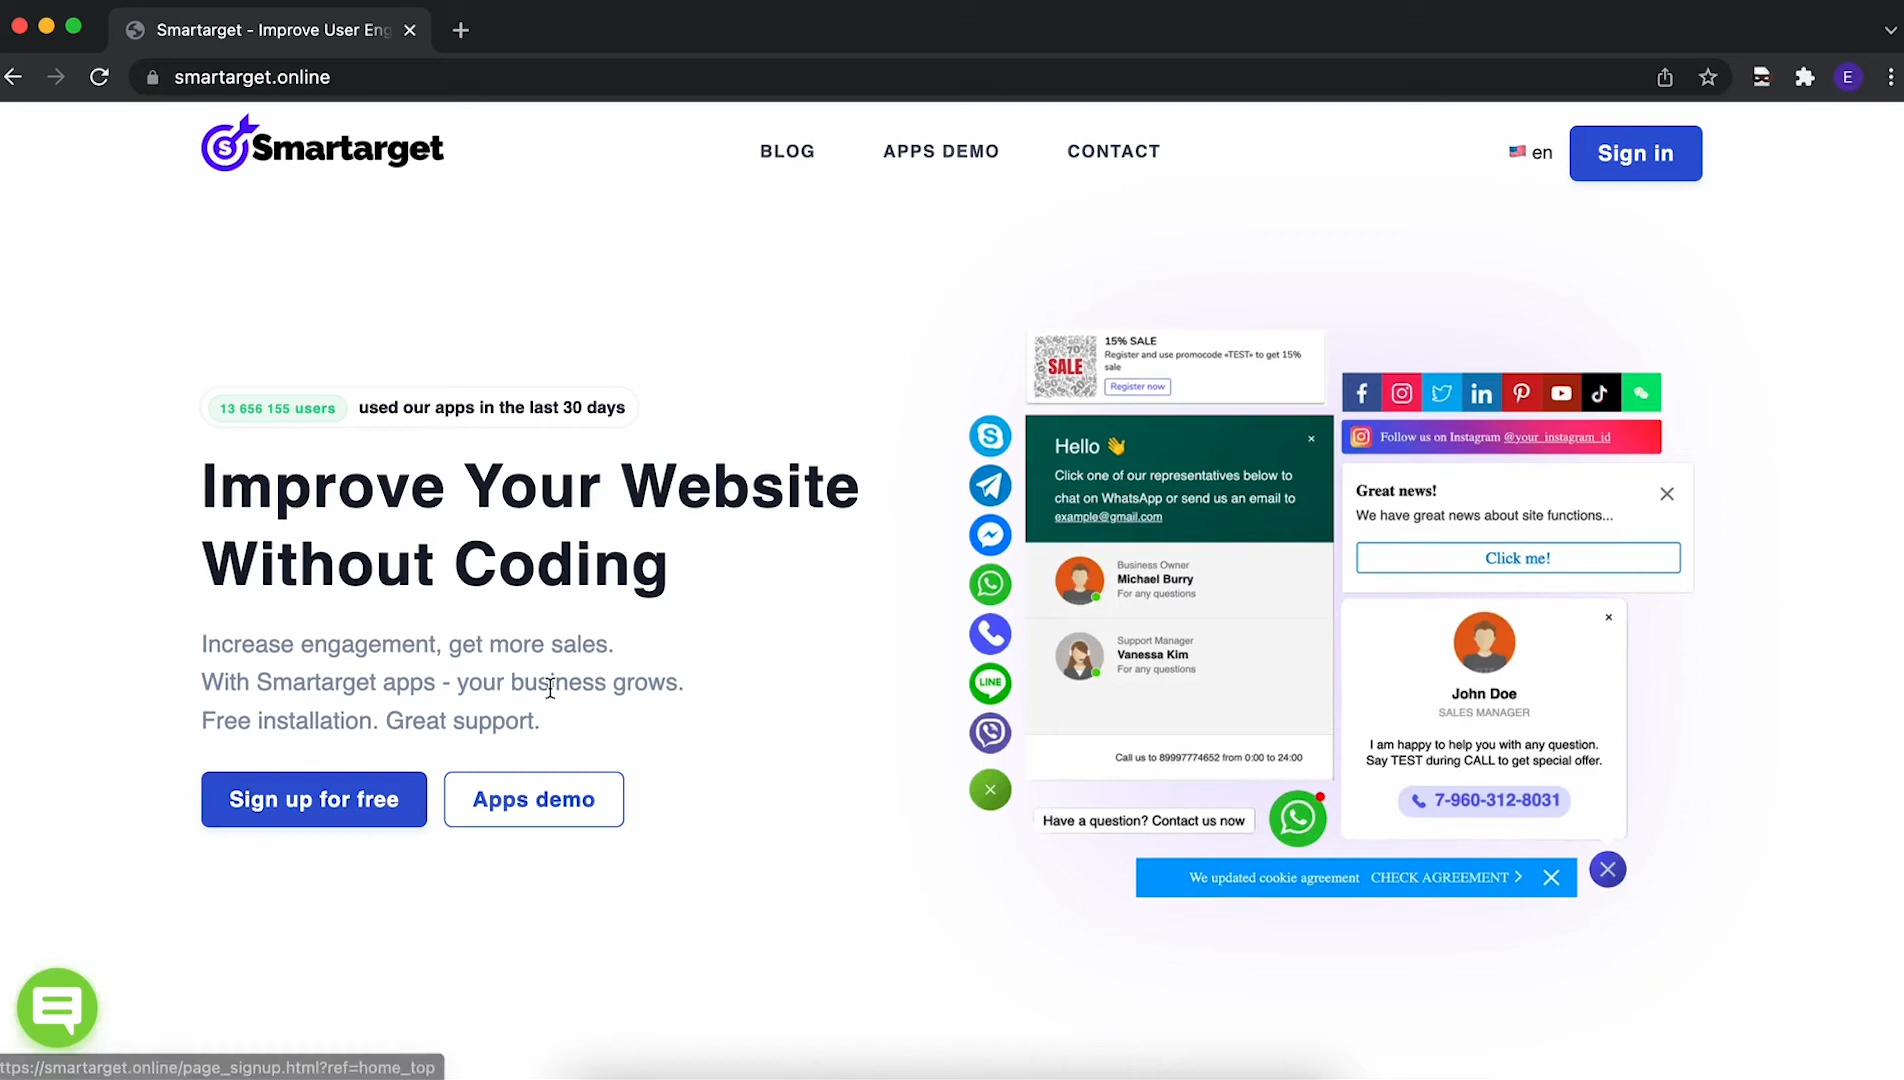 Smartarget - Improve User Eng
smartarget.online
E
Smartarget
BLOG
APPS DEMO
CONTACT
en
Sign in
13 656 155 users
used our apps in the last 30 days
Improve Your Website
Without Coding
Increase engagement, get more sales.
With Smartarget apps - your business grows.
Free installation. Great support.
Sign up for free
Apps demo
SALE
15% SALE
Register and use promocode «TEST» to get 15%
sale
Register now
Hello 👋
Click one of our representatives below to
chat on WhatsApp or send us an email to
example@gmail.com
Business Owner
Michael Burry
For any questions
Support Manager
Vanessa Kim
For any questions
LINE
Call us to 89997774652 from 0:00 to 24:00
Have a question? Contact us now
Follow us on Instagram @your_instagram_id
Great news!
We have great news about site functions...
Click me!
John Doe
SALES MANAGER
I am happy to help you with any question.
Say TEST during CALL to get special offer.
7-960-312-8031
We updated cookie agreement CHECK AGREEMENT >
ttps://smartarget.online/page_signup.html?ref=home_top